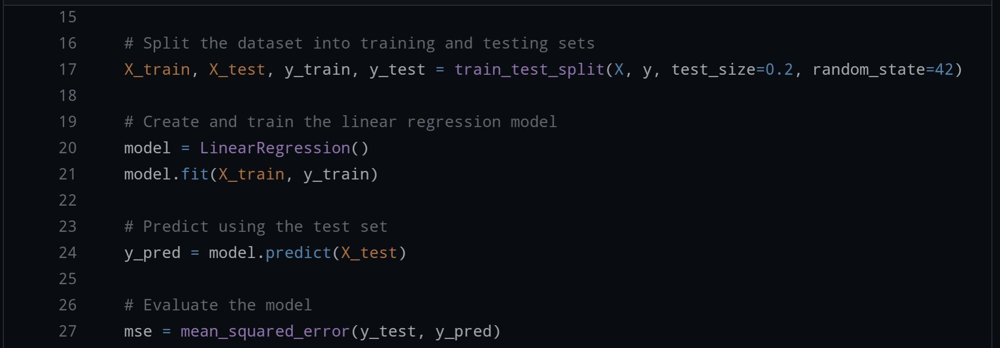 15
16 # Split the dataset into training and testing sets
17 X_train, X_test, y_train, y_test = train_test_split(X, y, test_size=0.2, random_state=42)
18
19 # Create and train the linear regression model
20 model = LinearRegression()
21 model.fit(X_train, y_train)
22
23 # Predict using the test set
24 y_pred = model.predict(X_test)
25
26 # Evaluate the model
27 mse = mean_squared_error(y_test, y_pred)